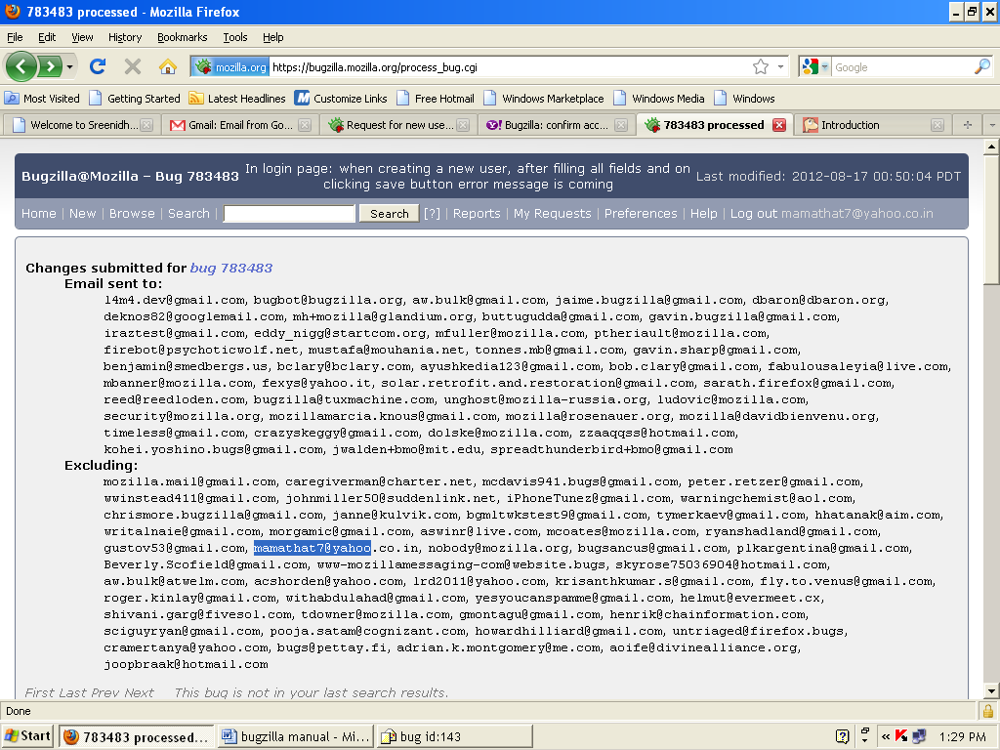 783483 processed - Mozilla Firefox
File Edit View History Bookmarks Tools Help
mozilla.org https://bugzilla.mozilla.org/process_bug.cgi Google
Most Visited Getting Started Latest Headlines Customize Links Free Hotmail Windows Marketplace Windows Media Windows
Welcome to Sreenidh... Gmail: Email from Go... Request for new use... Bugzilla: confirm acc... 783483 processed Introduction
Bugzilla@Mozilla – Bug 783483 In login page: when creating a new user, after filling all fields and on clicking save button error message is coming Last modified: 2012-08-17 00:50:04 PDT
Home | New | Browse | Search | Search [?] | Reports | My Requests | Preferences | Help | Log out mamathat7@yahoo.co.in
Changes submitted for bug 783483
Email sent to:
l4m4.dev@gmail.com, bugbot@bugzilla.org, aw.bulk@gmail.com, jaime.bugzilla@gmail.com, dbaron@dbaron.org,
deknos82@googlemail.com, mh+mozilla@glandium.org, buttugudda@gmail.com, gavin.bugzilla@gmail.com,
iraztest@gmail.com, eddy_nigg@startcom.org, mfuller@mozilla.com, ptheriault@mozilla.com,
firebot@psychoticwolf.net, mustafa@mouhania.net, tonnes.mb@gmail.com, gavin.sharp@gmail.com,
benjamin@smedbergs.us, bclary@bclary.com, ayushkedia123@gmail.com, bob.clary@gmail.com, fabulousaleyia@live.com,
mbanner@mozilla.com, fexys@yahoo.it, solar.retrofit.and.restoration@gmail.com, sarath.firefox@gmail.com,
reed@reedloden.com, bugzilla@tuxmachine.com, unghost@mozilla-russia.org, ludovic@mozilla.com,
security@mozilla.org, mozillamarcia.knous@gmail.com, mozilla@rosenauer.org, mozilla@davidbienvenu.org,
timeless@gmail.com, crazyskeggy@gmail.com, dolske@mozilla.com, zzaaqqss@hotmail.com,
kohei.yoshino.bugs@gmail.com, jwalden+bmo@mit.edu, spreadthunderbird+bmo@gmail.com
Excluding:
mozilla.mail@gmail.com, caregiverman@charter.net, mcdavis941.bugs@gmail.com, peter.retzer@gmail.com,
wwinstead411@gmail.com, johnmiller50@suddenlink.net, iPhoneTunez@gmail.com, warningchemist@aol.com,
chrismore.bugzilla@gmail.com, janne@kulvik.com, bgmltwkstest9@gmail.com, tymerkaev@gmail.com, hhatanak@aim.com,
writalnaie@gmail.com, morgamic@gmail.com, aswinr@live.com, mcoates@mozilla.com, ryanshadland@gmail.com,
gustov53@gmail.com, mamathat7@yahoo.co.in, nobody@mozilla.org, bugsancus@gmail.com, plkargentina@gmail.com,
Beverly.Scofield@gmail.com, www-mozillamessaging-com@website.bugs, skyrose75036904@hotmail.com,
aw.bulk@atwelm.com, acshorden@yahoo.com, lrd2011@yahoo.com, krisanthkumar.s@gmail.com, fly.to.venus@gmail.com,
roger.kinlay@gmail.com, withabdulahad@gmail.com, yesyoucanspamme@gmail.com, helmut@evermeet.cx,
shivani.garg@fivesol.com, tdowner@mozilla.com, gmontagu@gmail.com, henrik@chainformation.com,
sciguyryan@gmail.com, pooja.satam@cognizant.com, howardhilliard@gmail.com, untriaged@firefox.bugs,
cramertanya@yahoo.com, bugs@pettay.fi, adrian.k.montgomery@me.com, aoife@divinealliance.org,
joopbraak@hotmail.com
First Last Prev Next This bug is not in your last search results.
Done
Start 783483 processed... bugzilla manual - Mi... bug id:143 « 1:29 PM